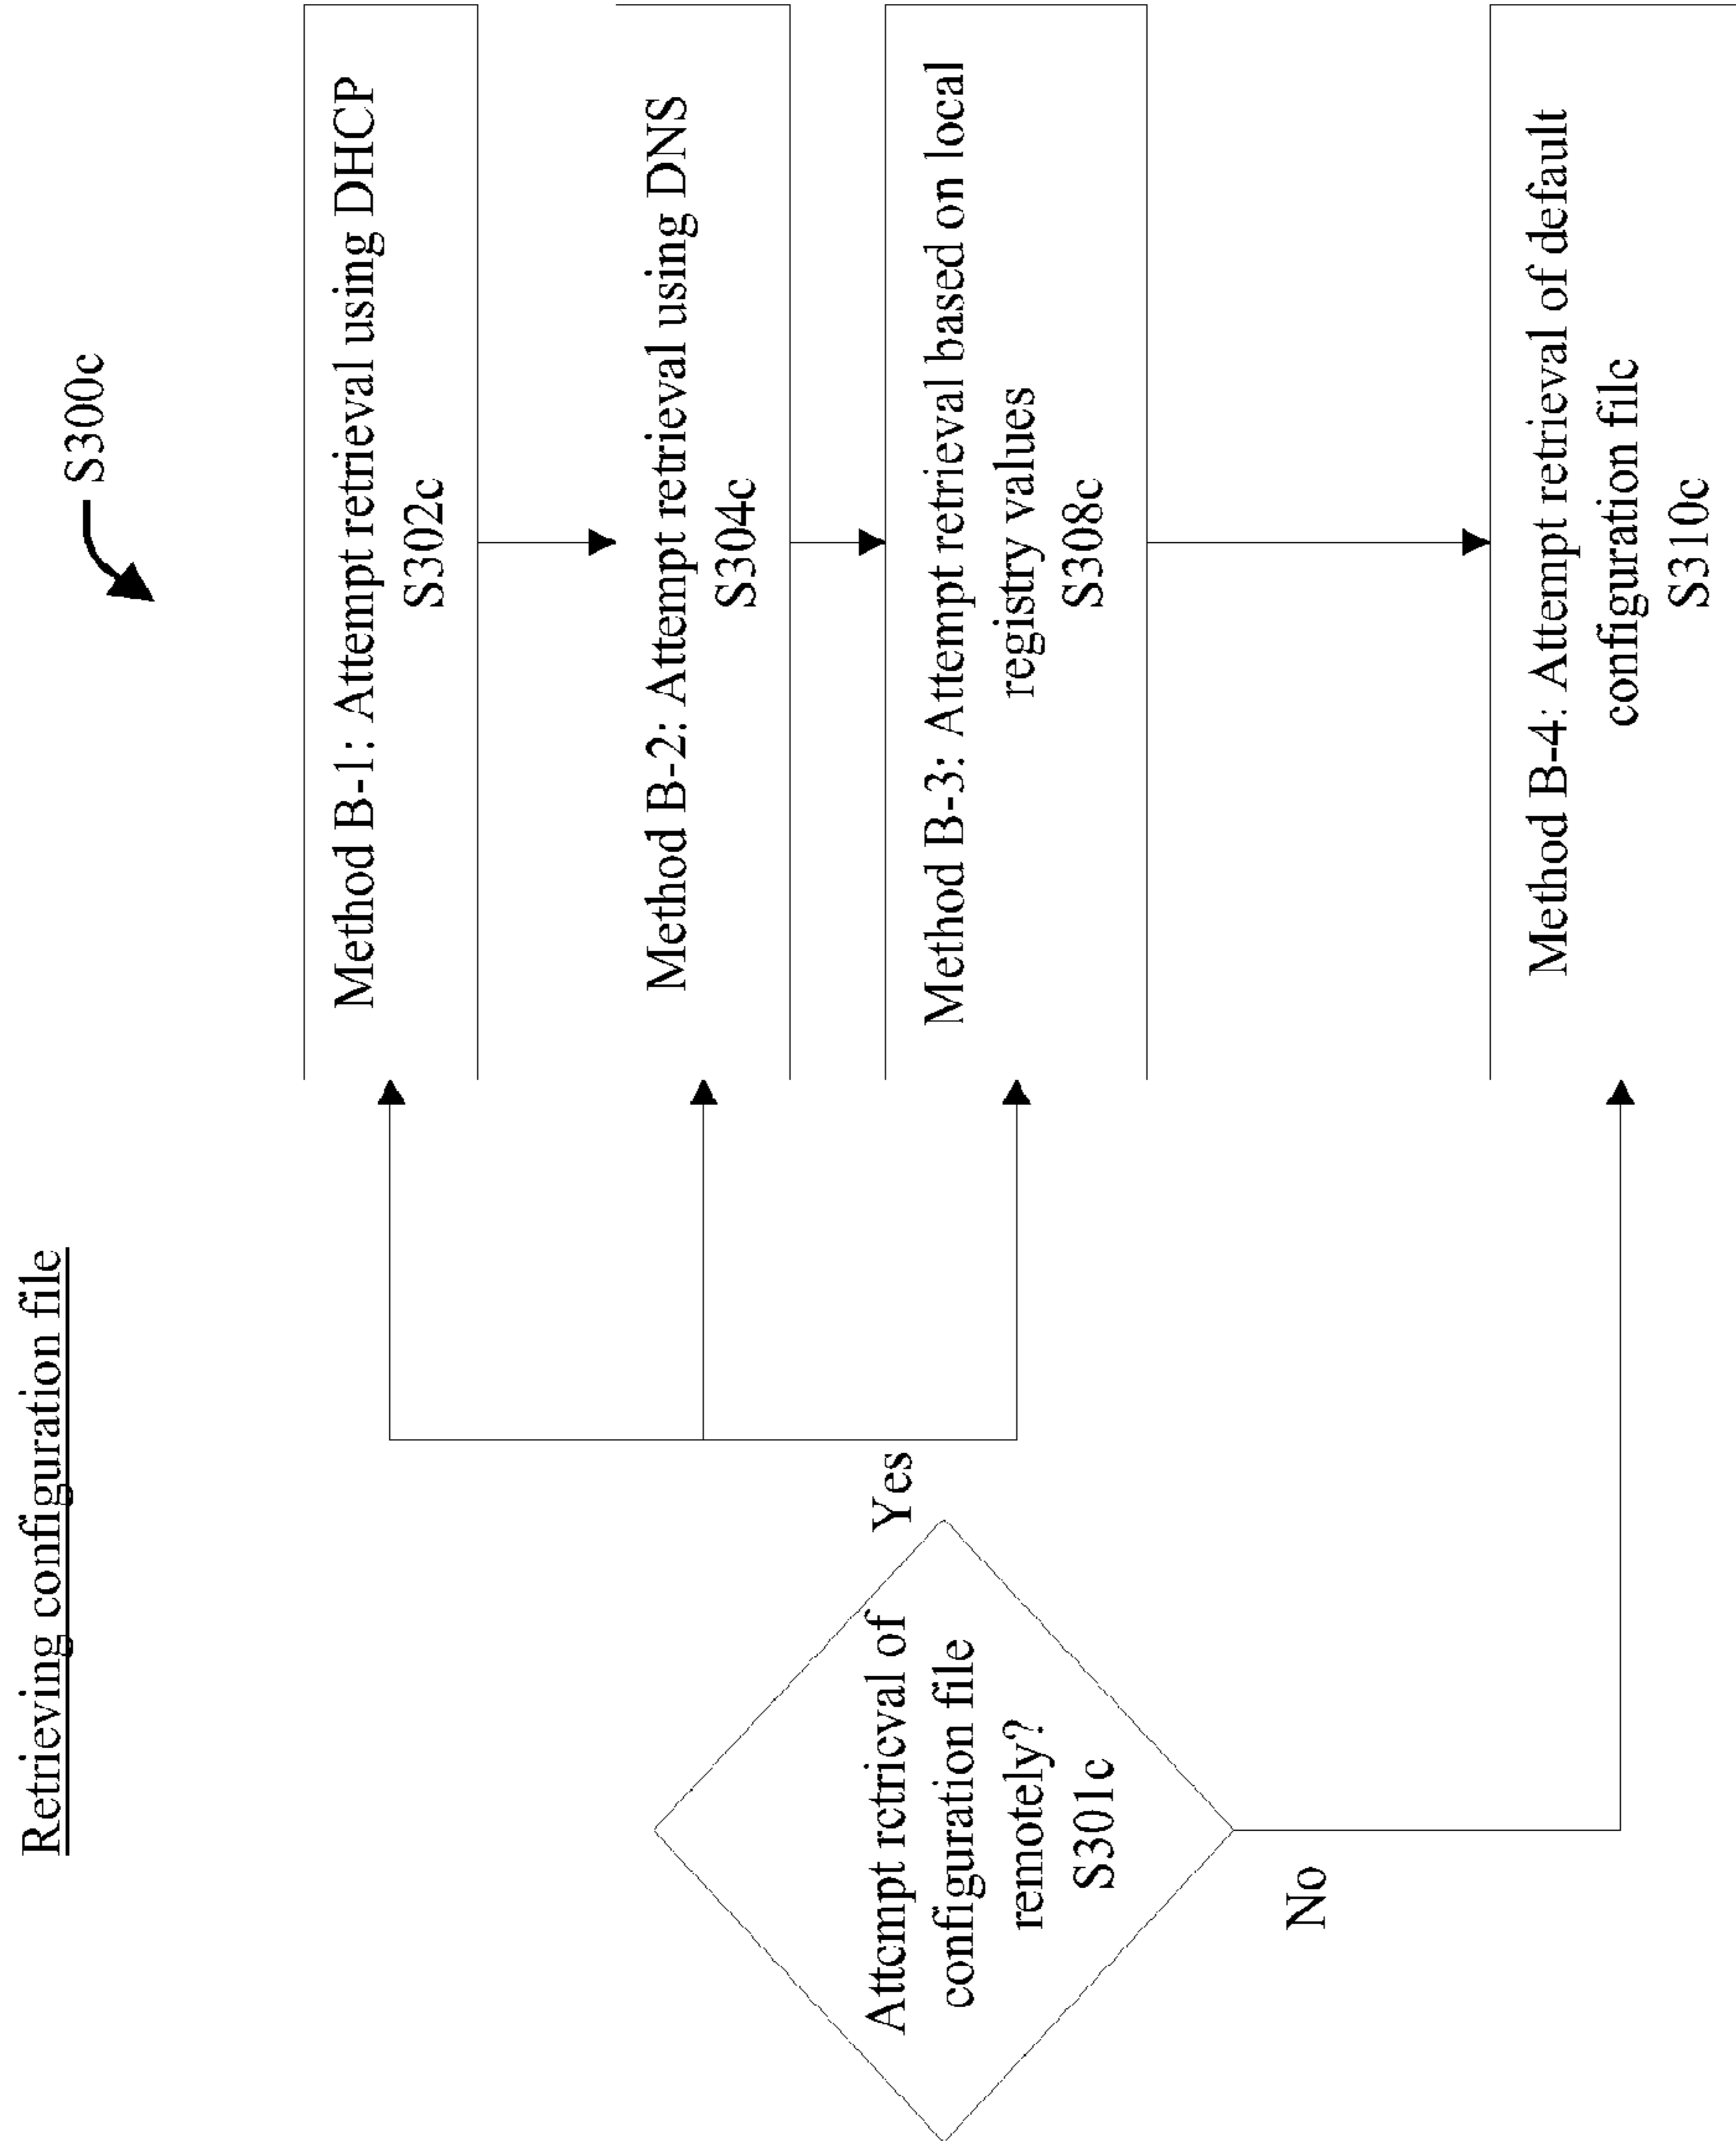 Retrieving configuration file
S300c
Attempt retrieval of
configuration file
remotely?
S301c
Yes
No
Method B-1: Attempt retrieval using DHCP
S302c
Method B-2: Attempt retrieval using DNS
S304c
Method B-3: Attempt retrieval based on local
registry values
S308c
Method B-4: Attempt retrieval of default
configuration file
S310c